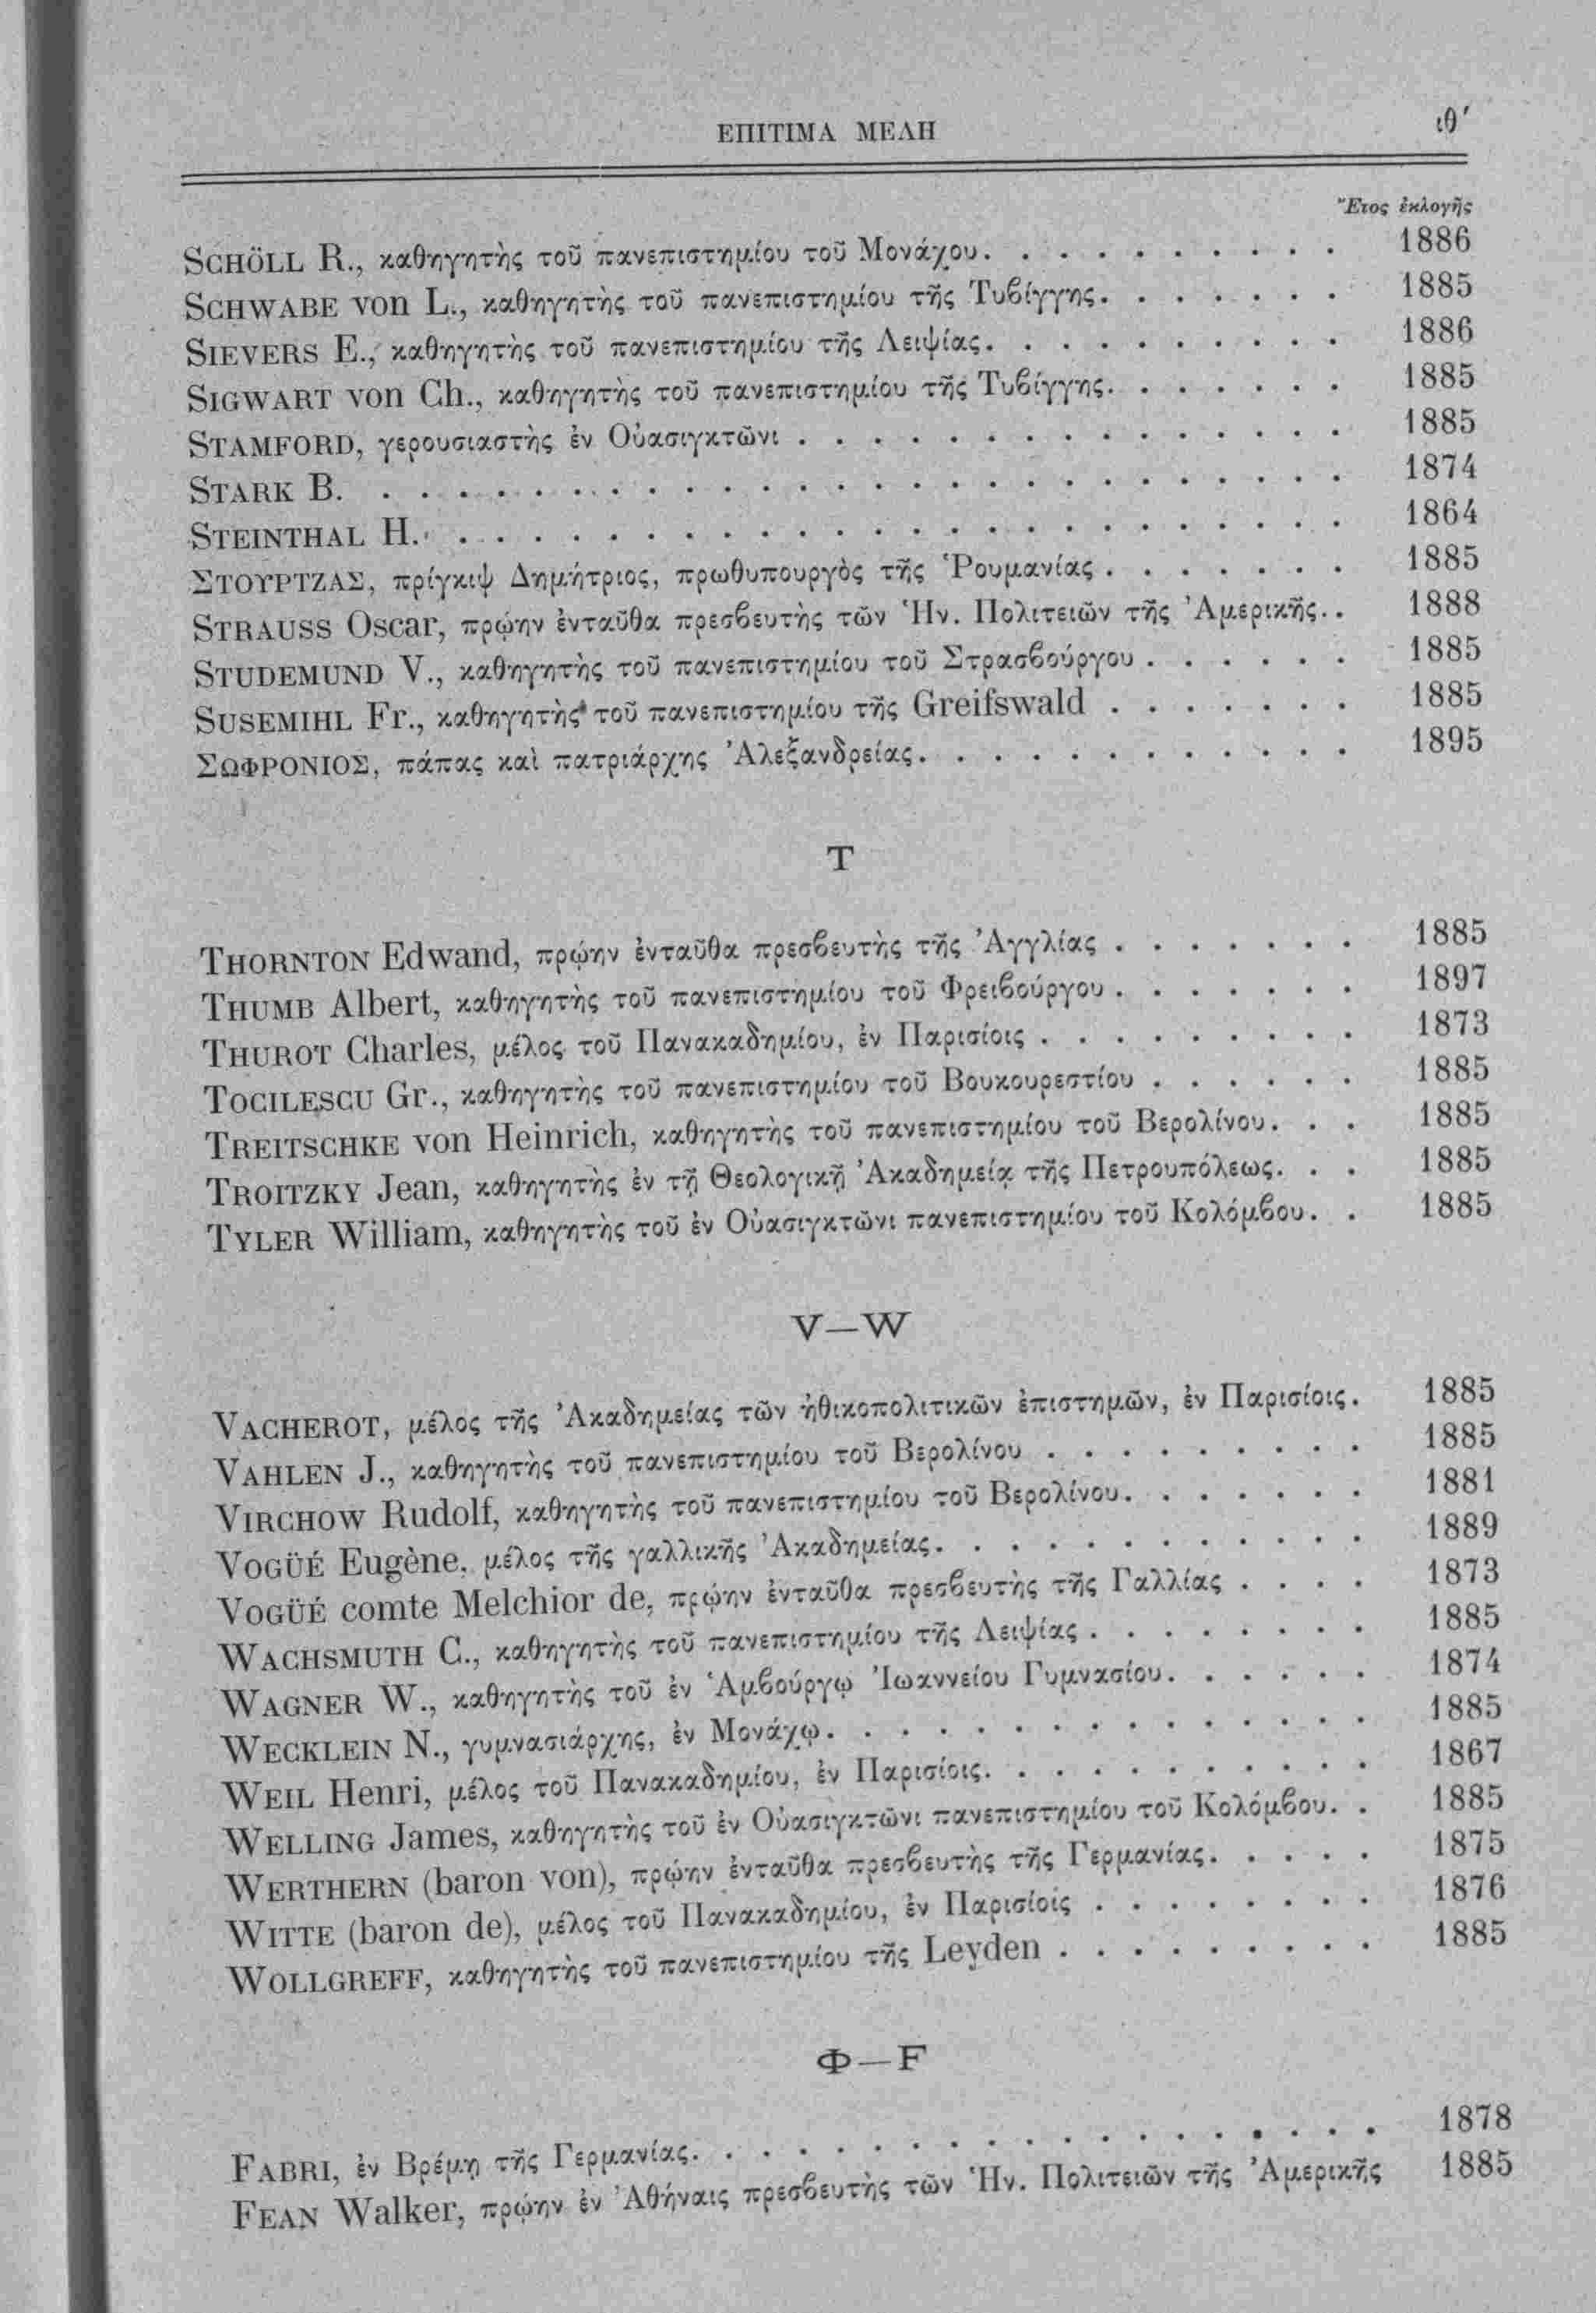 ΕΠΙΤΙΜΑ ΜΕΛΗ ιθ΄
Ἔτος ἐκλογῆς
SCHÖLL R., καθηγητὴς τοῦ πανεπιστημίου τοῦ Μονάχου. . . . . . . . . . 1886
SCHWABE von L., καθηγητὴς τοῦ πανεπιστημίου τῆς Τυβίγγης. . . . . . . 1885
SIEVERS E., καθηγητὴς τοῦ πανεπιστημίου τῆς Λειψίας. . . . . . . . . . 1886
SIGWART von Ch., καθηγητὴς τοῦ πανεπιστημίου τῆς Τυβίγγης. . . . . . . 1885
STAMFORD, γερουσιαστὴς ἐν Οὐασιγκτῶνι . . . . . . . . . . . . . . . 1885
STARK B. . . . . . . . . . . . . . . . . . . . . . . . . . . 1874
STEINTHAL H. . . . . . . . . . . . . . . . . . . . . . . . . 1864
ΣΤΟΥΡΤΖΑΣ, πρίγκιψ Δημήτριος, πρωθυπουργὸς τῆς Ῥουμανίας . . . . . . . 1885
STRAUSS Oscar, πρῴην ἐνταῦθα πρεσβευτὴς τῶν Ἡν. Πολιτειῶν τῆς Ἀμερικῆς. . 1888
STUDEMUND V., καθηγητὴς τοῦ πανεπιστημίου τοῦ Στρασβούργου . . . . . . 1885
SUSEMIHL Fr., καθηγητὴς τοῦ πανεπιστημίου τῆς Greifswald . . . . . . . 1885
ΣΩΦΡΟΝΙΟΣ, πάπας καὶ πατριάρχης Ἀλεξανδρείας. . . . . . . . . . . . 1895
T
THORNTON Edwand, πρῴην ἐνταῦθα πρεσβευτὴς τῆς Ἀγγλίας . . . . . . . 1885
THUMB Albert, καθηγητὴς τοῦ πανεπιστημίου τοῦ Φρειβούργου . . . . . . . 1897
THUROT Charles, μέλος τοῦ Πανακαδημίου, ἐν Παρισίοις . . . . . . . . . 1873
TOCILESCU Gr., καθηγητὴς τοῦ πανεπιστημίου τοῦ Βουκουρεστίου . . . . . . 1885
TREITSCHKE von Heinrich, καθηγητὴς τοῦ πανεπιστημίου τοῦ Βερολίνου. . . 1885
TROITZKY Jean, καθηγητὴς ἐν τῇ Θεολογικῇ Ἀκαδημείᾳ τῆς Πετρουπόλεως. . . 1885
TYLER William, καθηγητὴς τοῦ ἐν Οὐασιγκτῶνι πανεπιστημίου τοῦ Κολόμβου. . 1885
V—W
VACHEROT, μέλος τῆς Ἀκαδημείας τῶν ἠθικοπολιτικῶν ἐπιστημῶν, ἐν Παρισίοις. 1885
VAHLEN J., καθηγητὴς τοῦ πανεπιστημίου τοῦ Βερολίνου . . . . . . . . . 1885
VIRCHOW Rudolf, καθηγητὴς τοῦ πανεπιστημίου τοῦ Βερολίνου. . . . . . . 1881
VOGÜÉ Eugène, μέλος τῆς γαλλικῆς Ἀκαδημείας. . . . . . . . . . . . 1889
VOGÜÉ comte Melchior de, πρῴην ἐνταῦθα πρεσβευτὴς τῆς Γαλλίας . . . . 1873
WACHSMUTH C., καθηγητὴς τοῦ πανεπιστημίου τῆς Λειψίας . . . . . . . . 1885
WAGNER W., καθηγητὴς τοῦ ἐν Ἁμβούργῳ Ἰωαννείου Γυμνασίου. . . . . . 1874
WECKLEIN N., γυμνασιάρχης, ἐν Μονάχῳ. . . . . . . . . . . . . . . 1885
WEIL Henri, μέλος τοῦ Πανακαδημίου, ἐν Παρισίοις. . . . . . . . . . . 1867
WELLING James, καθηγητὴς τοῦ ἐν Οὐασιγκτῶνι πανεπιστημίου τοῦ Κολόμβου. . 1885
WERTHERN (baron von), πρῴην ἐνταῦθα πρεσβευτὴς τῆς Γερμανίας. . . . . 1875
WITTE (baron de), μέλος τοῦ Πανακαδημίου, ἐν Παρισίοις . . . . . . . . 1876
WOLLGREFF, καθηγητὴς τοῦ πανεπιστημίου τῆς Leyden . . . . . . . . . 1885
Φ—F
FABRI, ἐν Βρέμῃ τῆς Γερμανίας. . . . . . . . . . . . . . . . . . . 1878
FEAN Walker, πρῴην ἐν Ἀθήναις πρεσβευτὴς τῶν Ἡν. Πολιτειῶν τῆς Ἀμερικῆς 1885